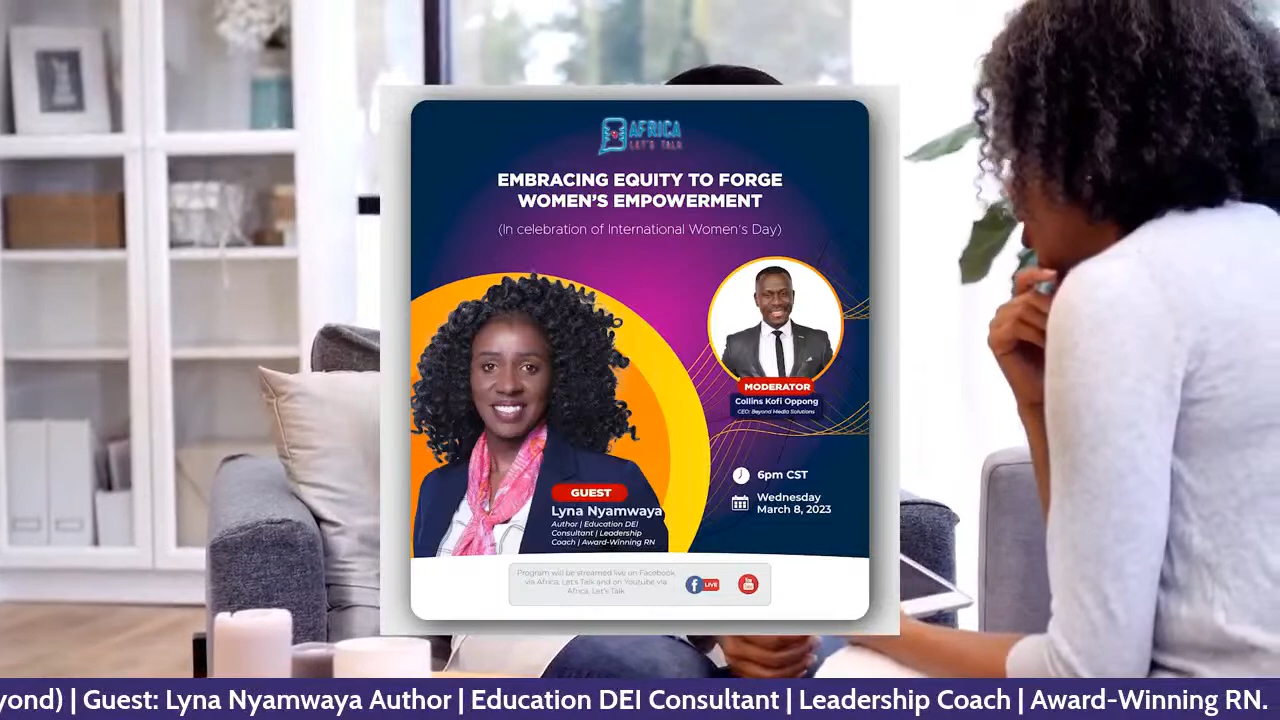 AFRICA
LET'S TALK
EMBRACING EQUITY TO FORGE
WOMEN'S EMPOWERMENT
(In celebration of International Women's Day)
MODERATOR
Collins Kofi Oppong
CEO: Beyond Media Solutions
GUEST
Lyna Nyamwaya
Author | Education DEI
Consultant | Leadership
Coach | Award-Winning RN
6pm CST
Wednesday
March 8, 2023
Program will be streamed live on Facebook
via Africa, Let's Talk and on Youtube via
Africa, Let's Talk
f LIVE
You Tube
yond) | Guest: Lyna Nyamwaya Author | Education DEI Consultant | Leadership Coach | Award-Winning RN.